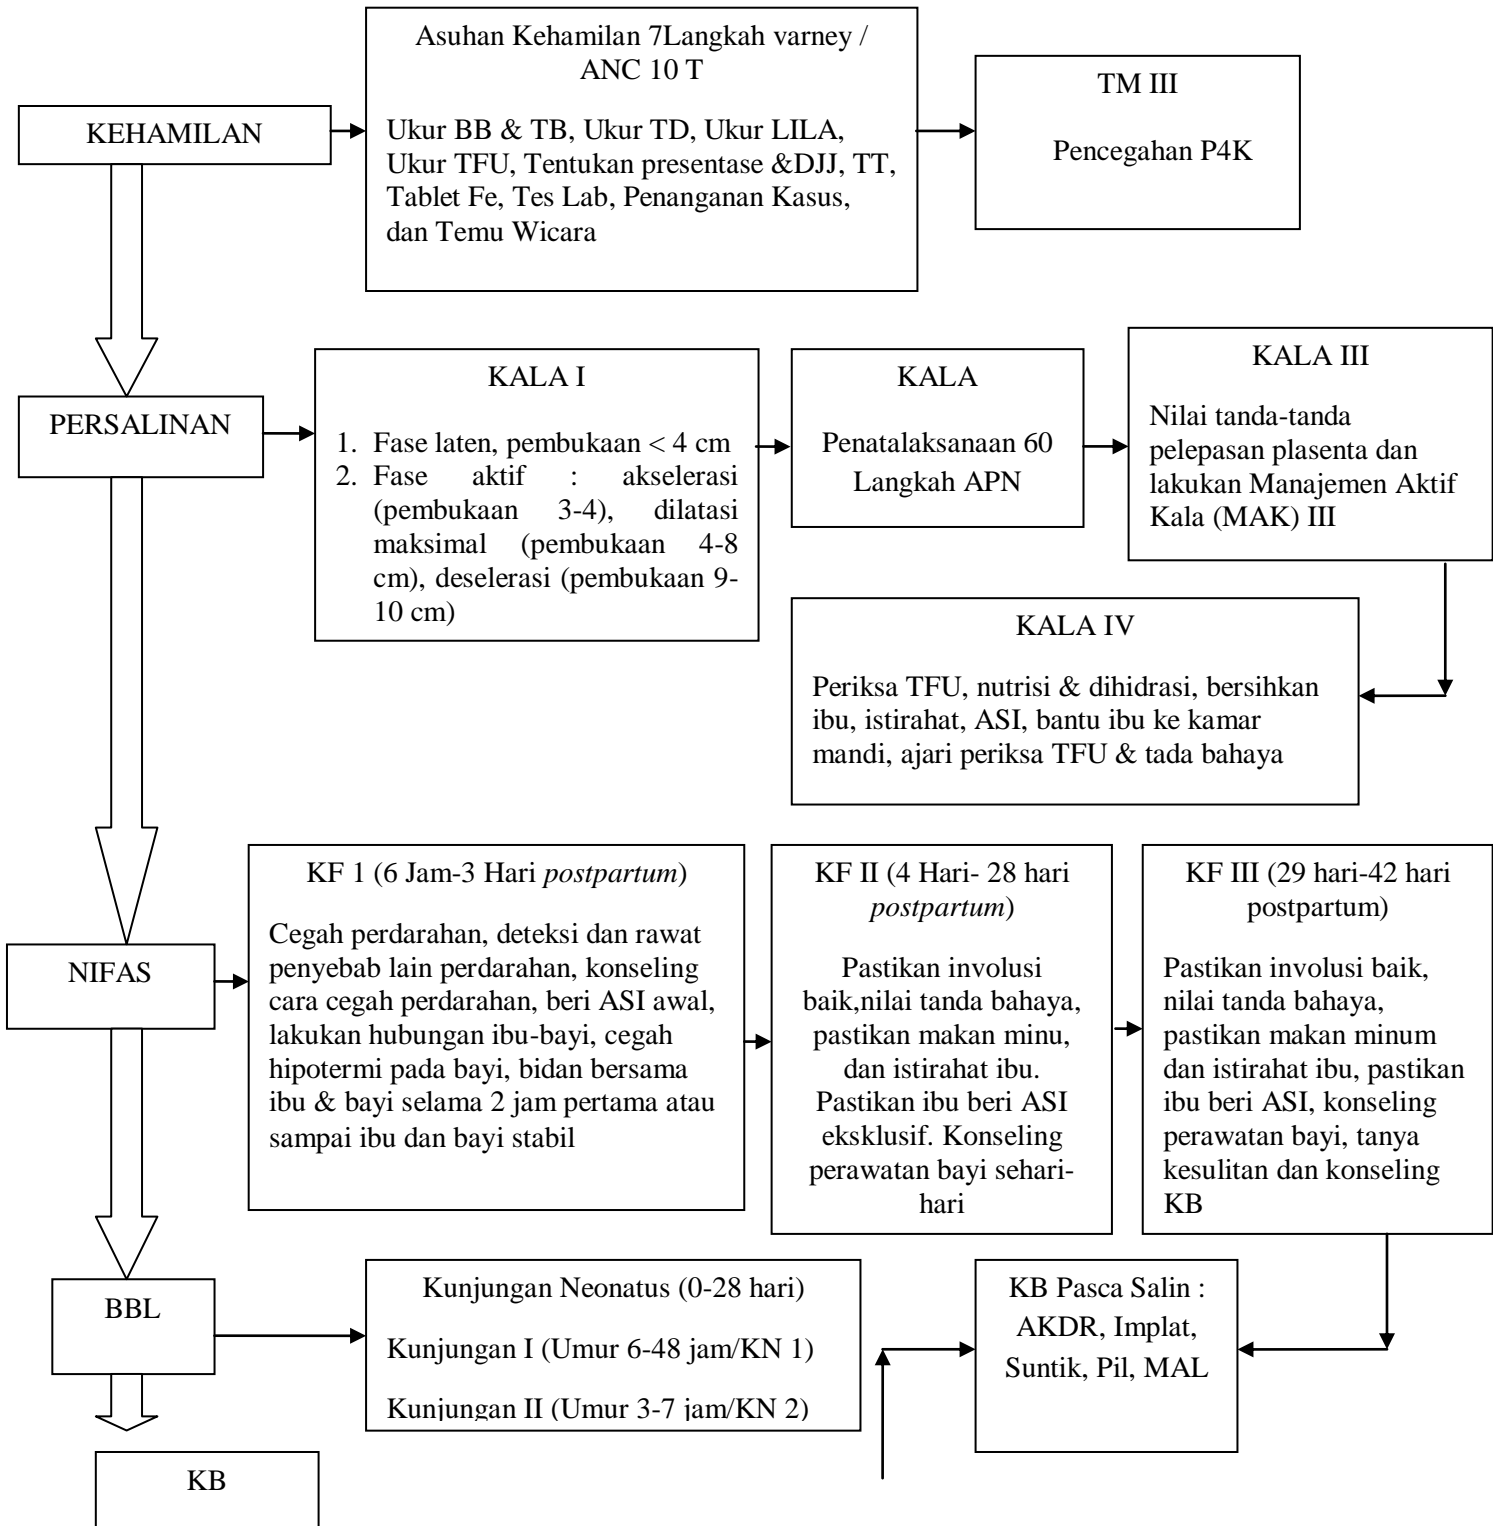 Asuhan Kehamilan 7Langkah varney /
ANC 10 T
Ukur BB & TB, Ukur TD, Ukur LILA,
Ukur TFU, Tentukan presentase &DJJ, TT,
Tablet Fe, Tes Lab, Penanganan Kasus,
dan Temu Wicara
TM III
Pencegahan P4K
KEHAMILAN
PERSALINAN
KALA I
1. Fase laten, pembukaan < 4 cm
2. Fase aktif : akselerasi
(pembukaan 3-4), dilatasi
maksimal (pembukaan 4-8
cm), deselerasi (pembukaan 9-
10 cm)
KALA
Penatalaksanaan 60
Langkah APN
KALA III
Nilai tanda-tanda
pelepasan plasenta dan
lakukan Manajemen Aktif
Kala (MAK) III
KALA IV
Periksa TFU, nutrisi & dihidrasi, bersihkan
ibu, istirahat, ASI, bantu ibu ke kamar
mandi, ajari periksa TFU & tada bahaya
NIFAS
KF 1 (6 Jam-3 Hari postpartum)
Cegah perdarahan, deteksi dan rawat
penyebab lain perdarahan, konseling
cara cegah perdarahan, beri ASI awal,
lakukan hubungan ibu-bayi, cegah
hipotermi pada bayi, bidan bersama
ibu & bayi selama 2 jam pertama atau
sampai ibu dan bayi stabil
KF II (4 Hari- 28 hari
postpartum)
Pastikan involusi
baik,nilai tanda bahaya,
pastikan makan minu,
dan istirahat ibu.
Pastikan ibu beri ASI
eksklusif. Konseling
perawatan bayi sehari-
hari
KF III (29 hari-42 hari
postpartum)
Pastikan involusi baik,
nilai tanda bahaya,
pastikan makan minum
dan istirahat ibu, pastikan
ibu beri ASI, konseling
perawatan bayi, tanya
kesulitan dan konseling
KB
BBL
Kunjungan Neonatus (0-28 hari)
Kunjungan I (Umur 6-48 jam/KN 1)
Kunjungan II (Umur 3-7 jam/KN 2)
KB Pasca Salin :
AKDR, Implat,
Suntik, Pil, MAL
KB